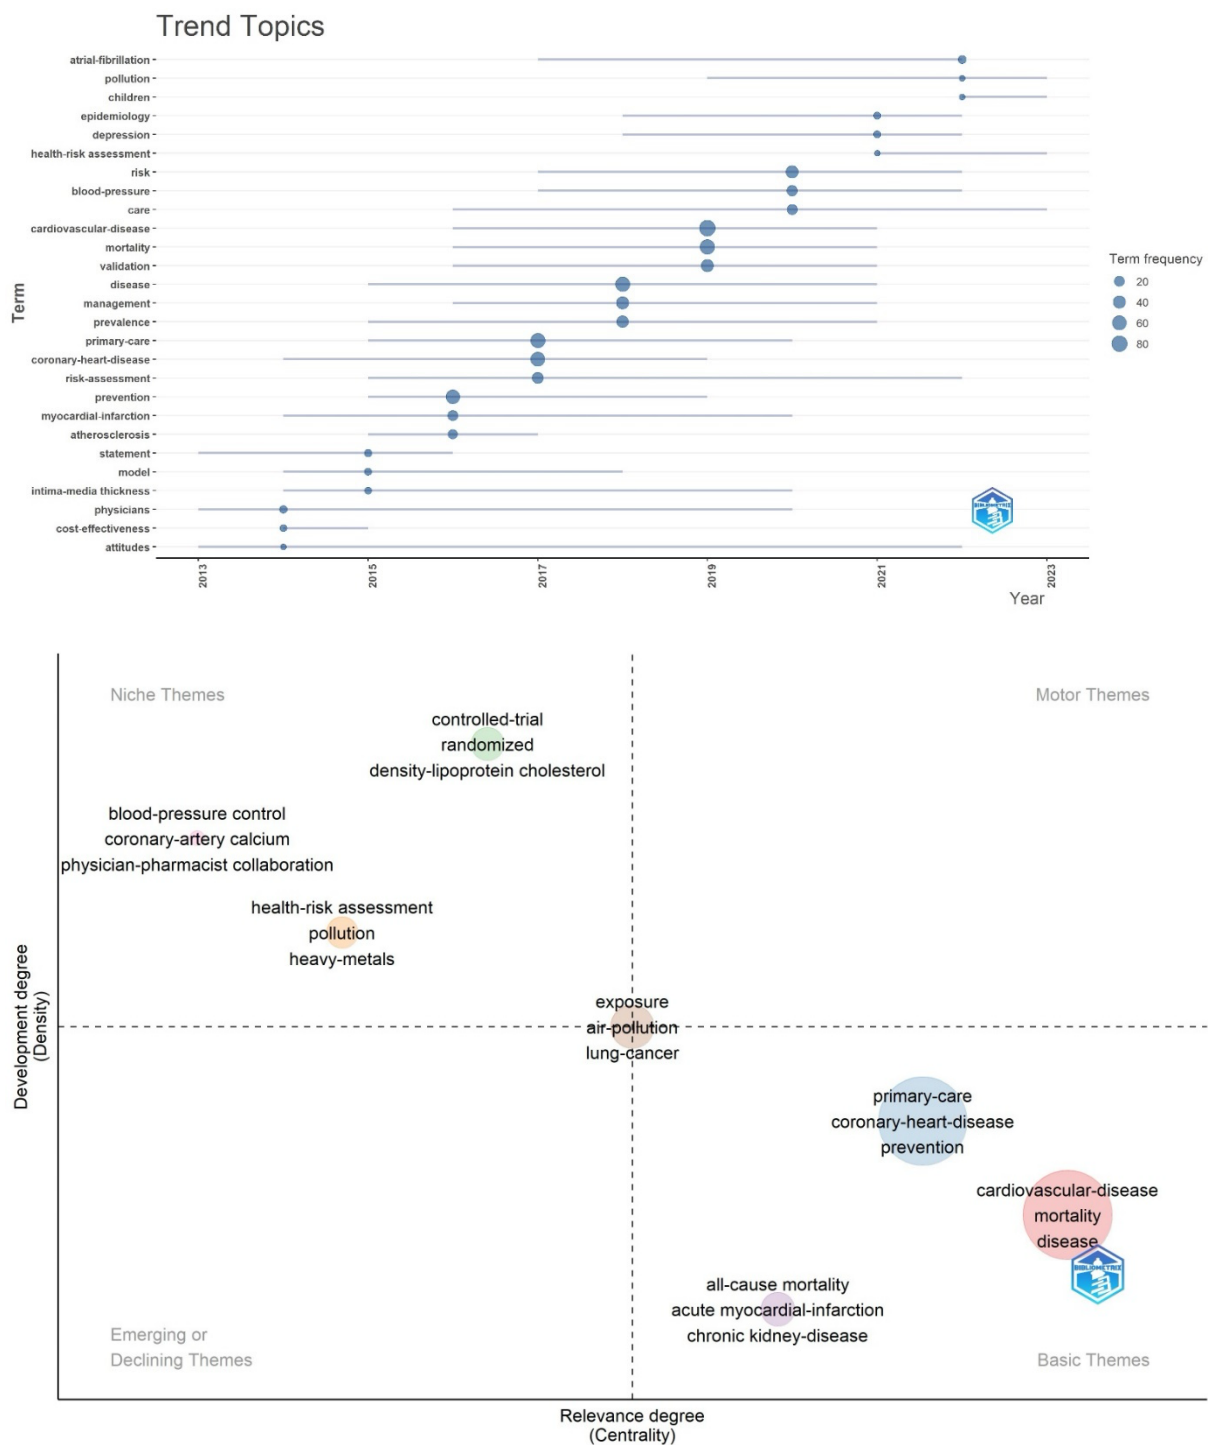 Trend Topics
Term
atrial-fibrillation
pollution
children
epidemiology
depression
health-risk assessment
risk
blood-pressure
care
cardiovascular-disease
mortality
validation
disease
management
prevalence
primary-care
coronary-heart-disease
risk-assessment
prevention
myocardial-infarction
atherosclerosis
statement
model
intima-media thickness
physicians
cost-effectiveness
attitudes
2013
2015
2017
2019
2021
2023
Year
Term frequency
20
40
60
80
BIBLIOMETRIX
Niche Themes
Motor Themes
controlled-trial
randomized
density-lipoprotein cholesterol
blood-pressure control
coronary-artery calcium
physician-pharmacist collaboration
health-risk assessment
pollution
heavy-metals
exposure
air-pollution
lung-cancer
primary-care
coronary-heart-disease
prevention
cardiovascular-disease
mortality
disease
BIBLIOMETRIX
all-cause mortality
acute myocardial-infarction
chronic kidney-disease
Emerging or
Declining Themes
Basic Themes
Development degree
(Density)
Relevance degree
(Centrality)